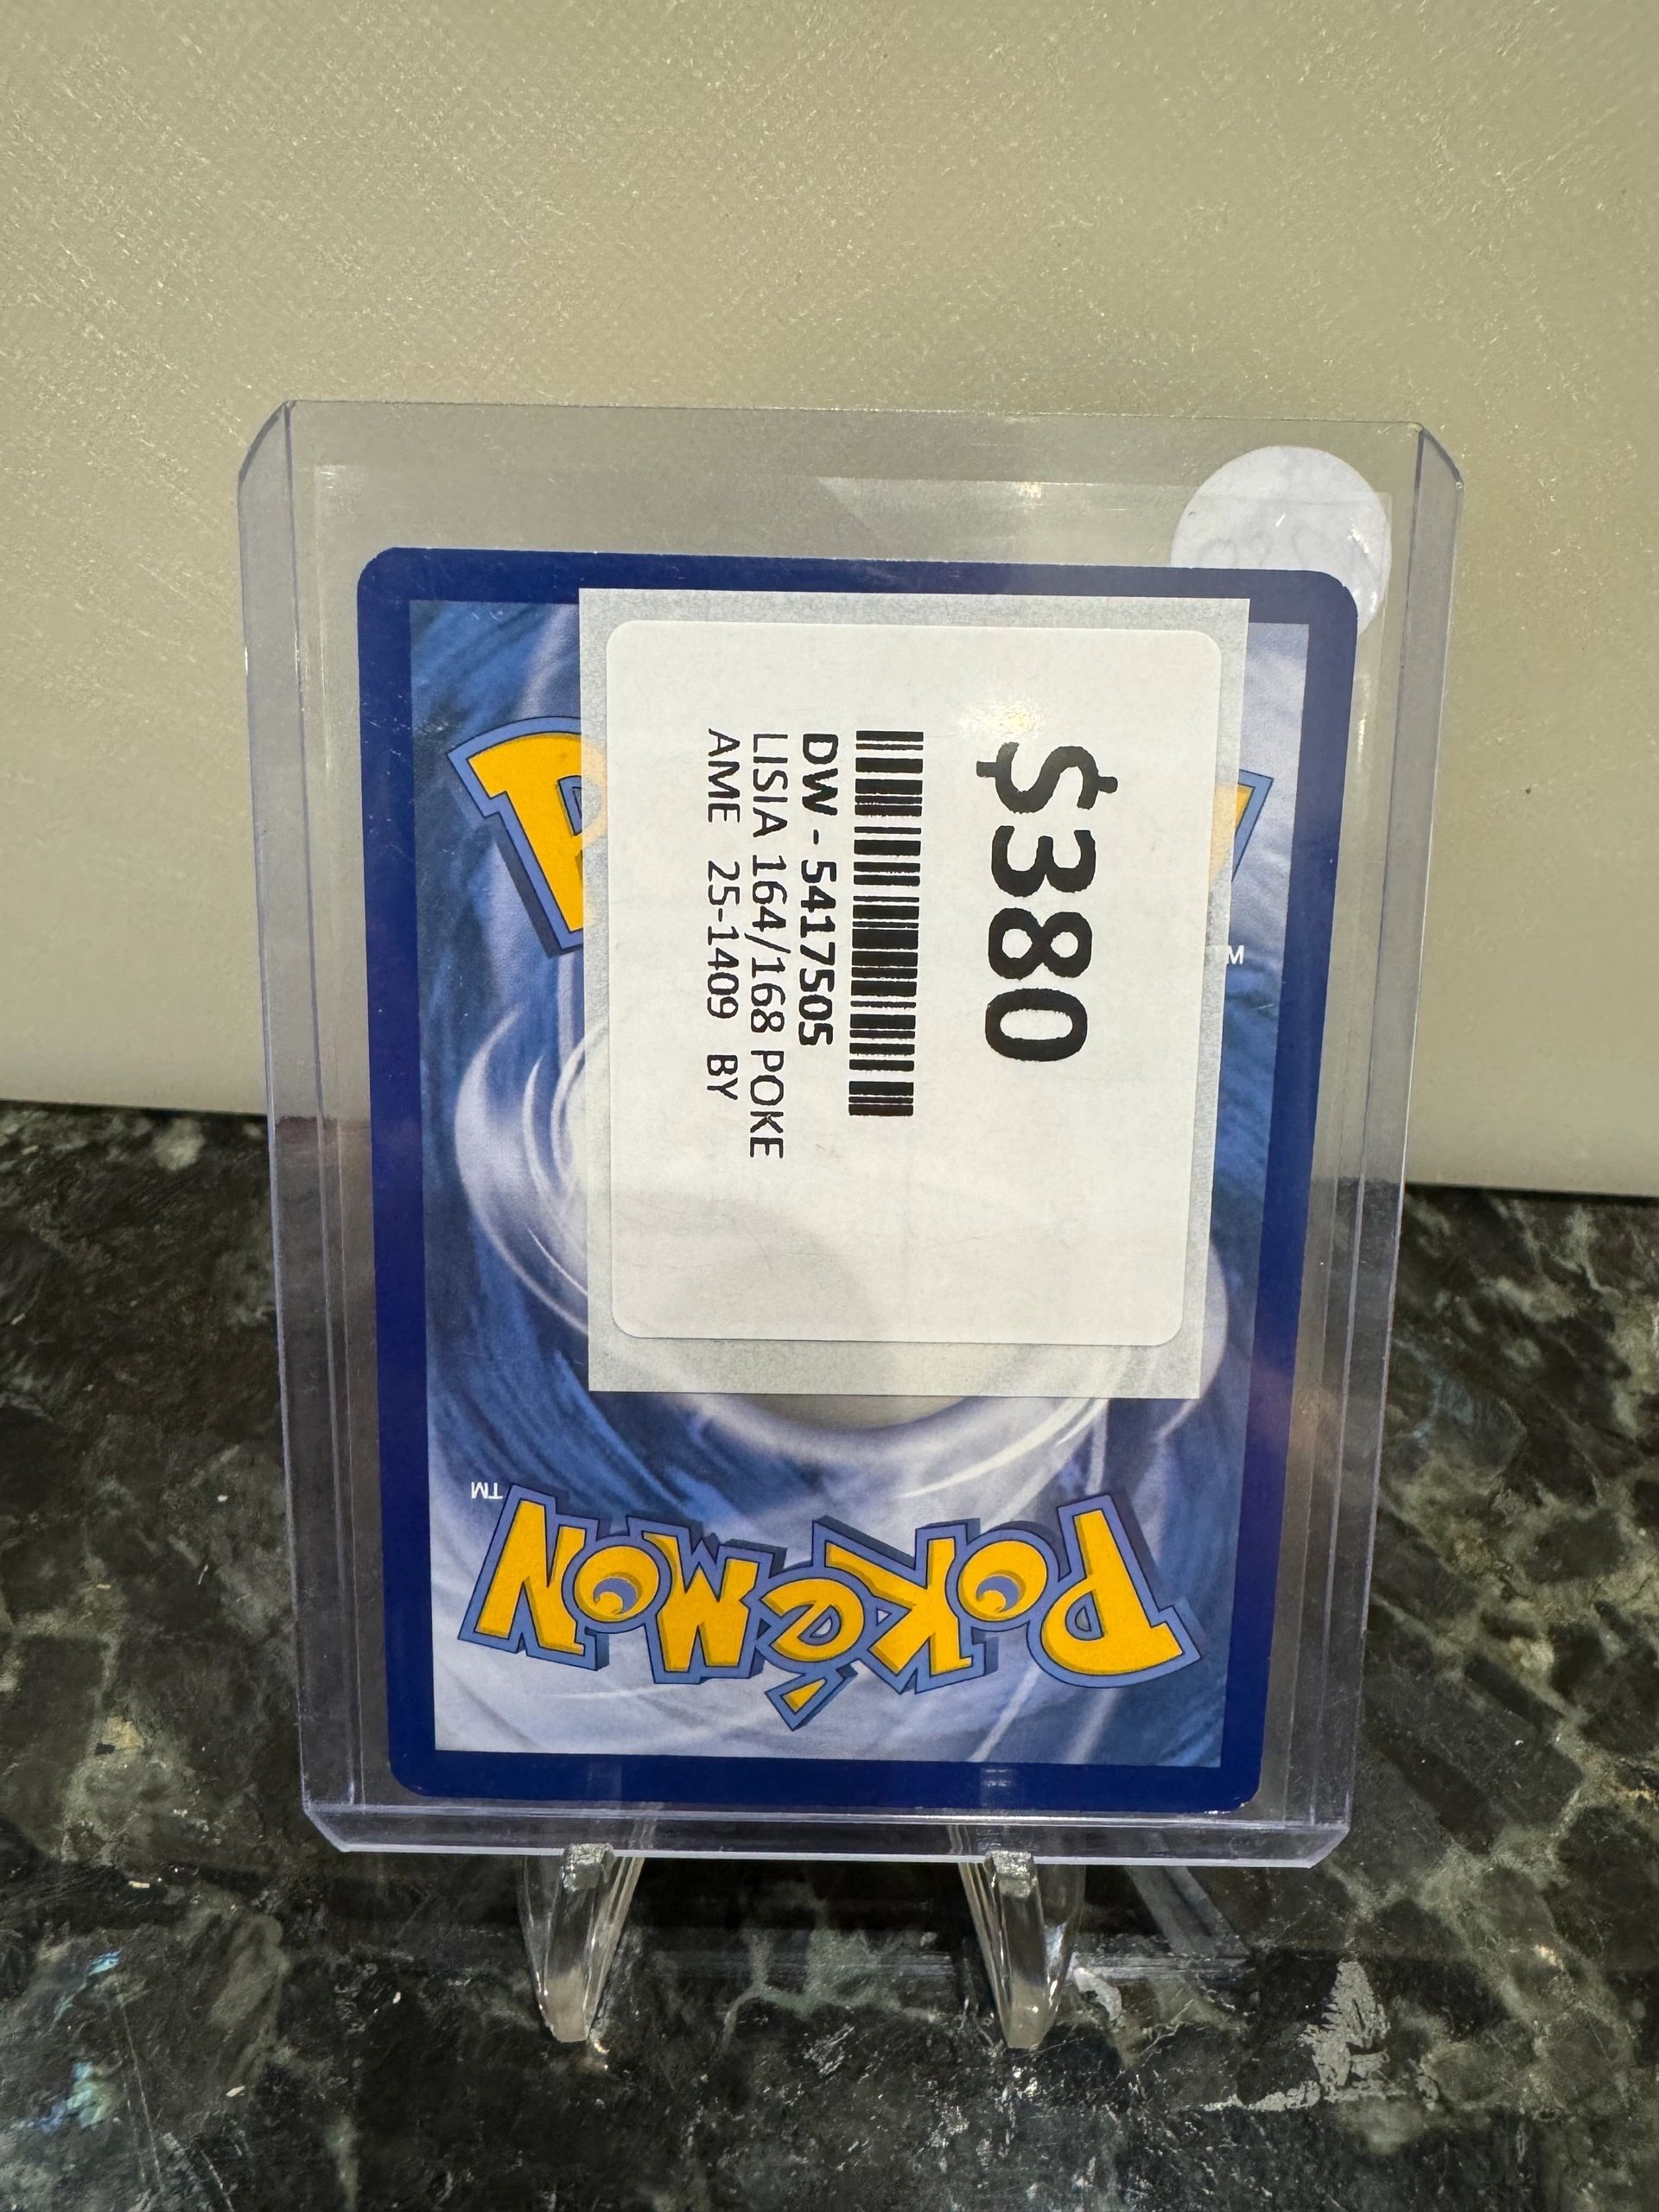 $380
DW - 5417505
LISIA 164/168 POKE
AME 25-1409 BY
TM
POKéMON
TM